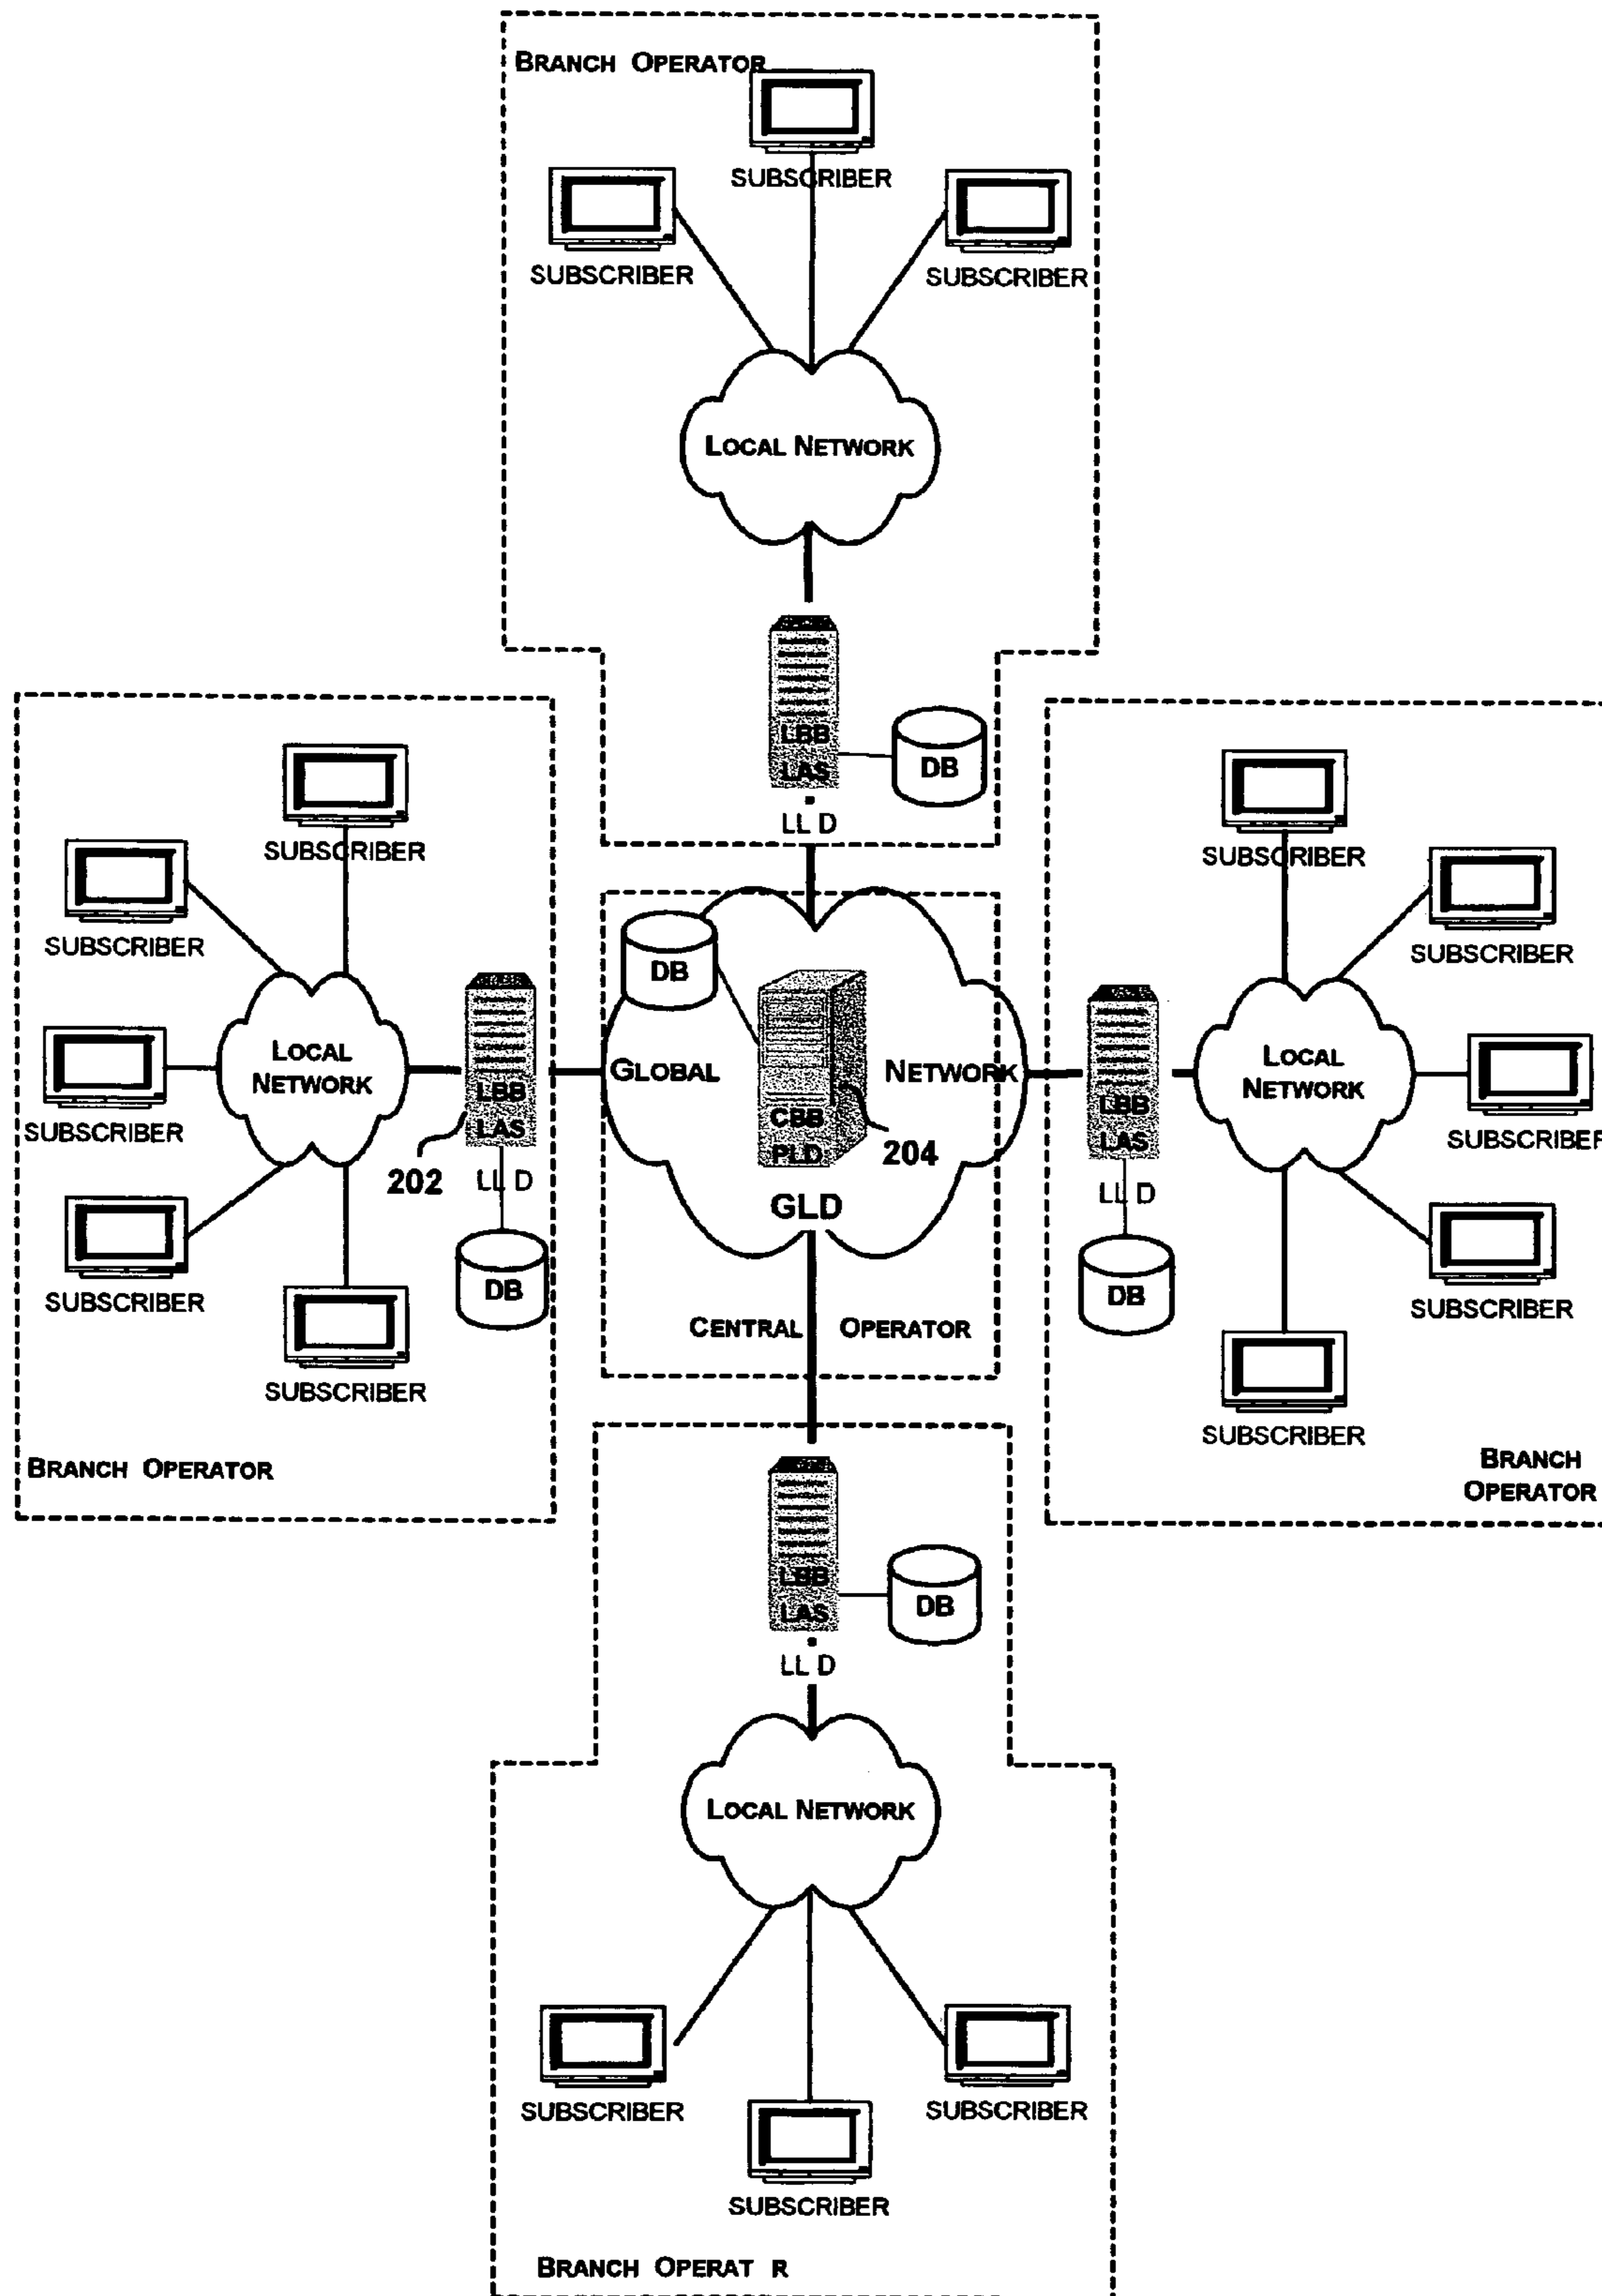 BRANCH OPERATOR
SUBSCRIBER
SUBSCRIBER
SUBSCRIBER
LOCAL NETWORK
LBB
LAS
DB
LL D
SUBSCRIBER
SUBSCRIBER
SUBSCRIBER
SUBSCRIBER
SUBSCRIBER
LOCAL
NETWORK
LBB
LAS
202
LL D
DB
BRANCH OPERATOR
DB
GLOBAL
NETWORK
CBB
PLD
204
GLD
CENTRAL OPERATOR
SUBSCRIBER
SUBSCRIBER
SUBSCRIBER
SUBSCRIBER
SUBSCRIBER
LBB
LAS
LL D
DB
LOCAL
NETWORK
BRANCH
OPERATOR
LBB
LAS
DB
LL D
LOCAL NETWORK
SUBSCRIBER
SUBSCRIBER
SUBSCRIBER
BRANCH OPERAT R